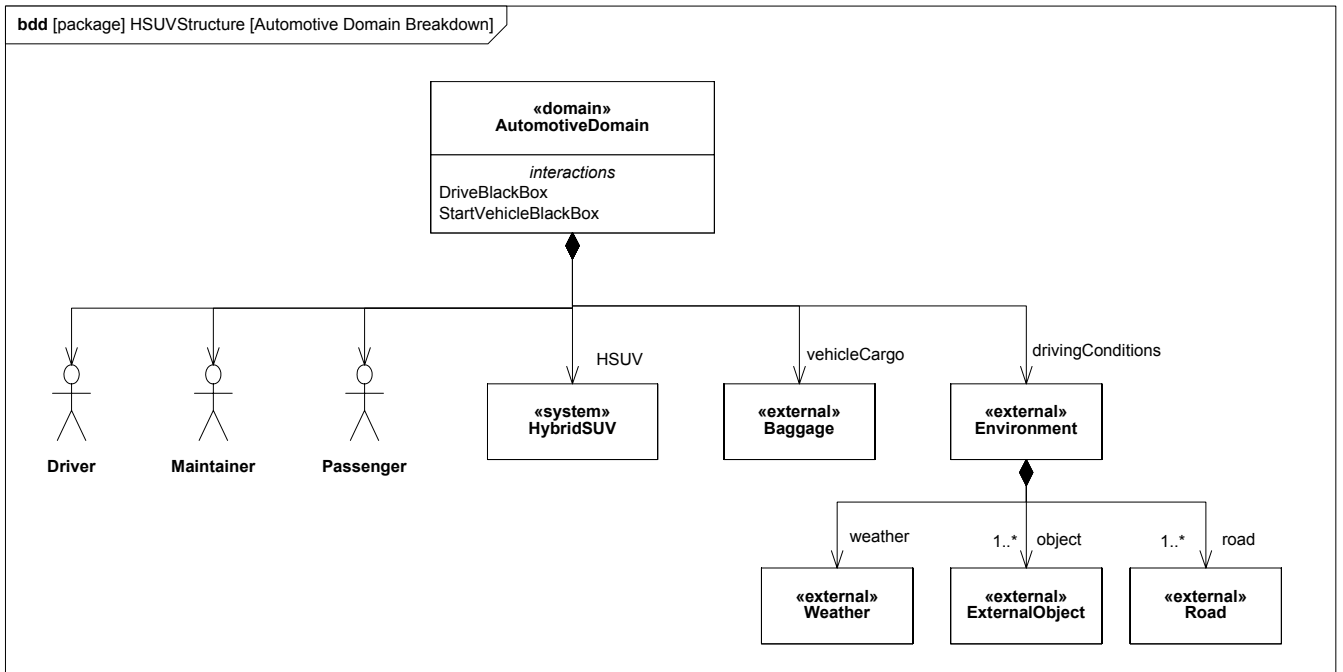 bdd [package] HSUVStructure [Automotive Domain Breakdown]
«domain»
AutomotiveDomain
interactions
DriveBlackBox
StartVehicleBlackBox
HSUV
vehicleCargo
drivingConditions
Driver
Maintainer
Passenger
«system»
HybridSUV
«external»
Baggage
«external»
Environment
weather
1..*
object
1..*
road
«external»
Weather
«external»
ExternalObject
«external»
Road